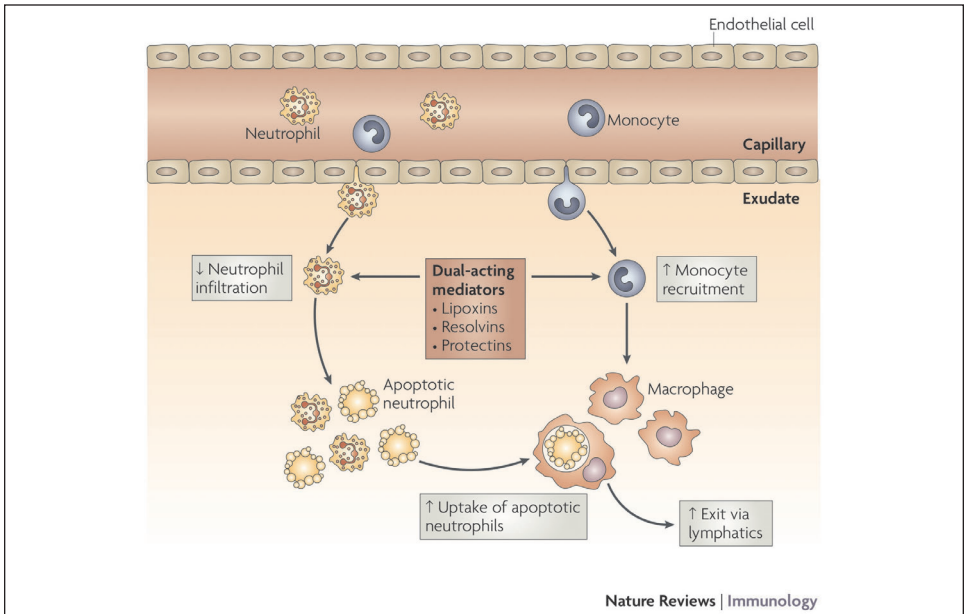 Endothelial cell
Neutrophil
Monocyte
Capillary
Exudate
↓ Neutrophil
infiltration
Dual-acting
mediators
• Lipoxins
• Resolvins
• Protectins
↑ Monocyte
recruitment
Apoptotic
neutrophil
Macrophage
↑ Uptake of apoptotic
neutrophils
↑ Exit via
lymphatics
Nature Reviews | Immunology